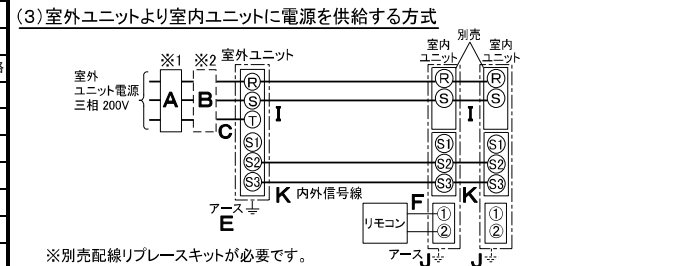 (3)室外ユニットより室内ユニットに電源を供給する方式
別売
※1 ※2 室外ユニット 室内ユニット 室内ユニット
室外
ユニット電源
三相 200V
A B C
R S T S1 S2 S3
I
R S S1 S2 S3 ① ②
I
R S S1 S2 S3 ① ②
K 内外信号線
K
F
リモコン
アース
E
アース
J J
※別売配線リプレースキットが必要です。